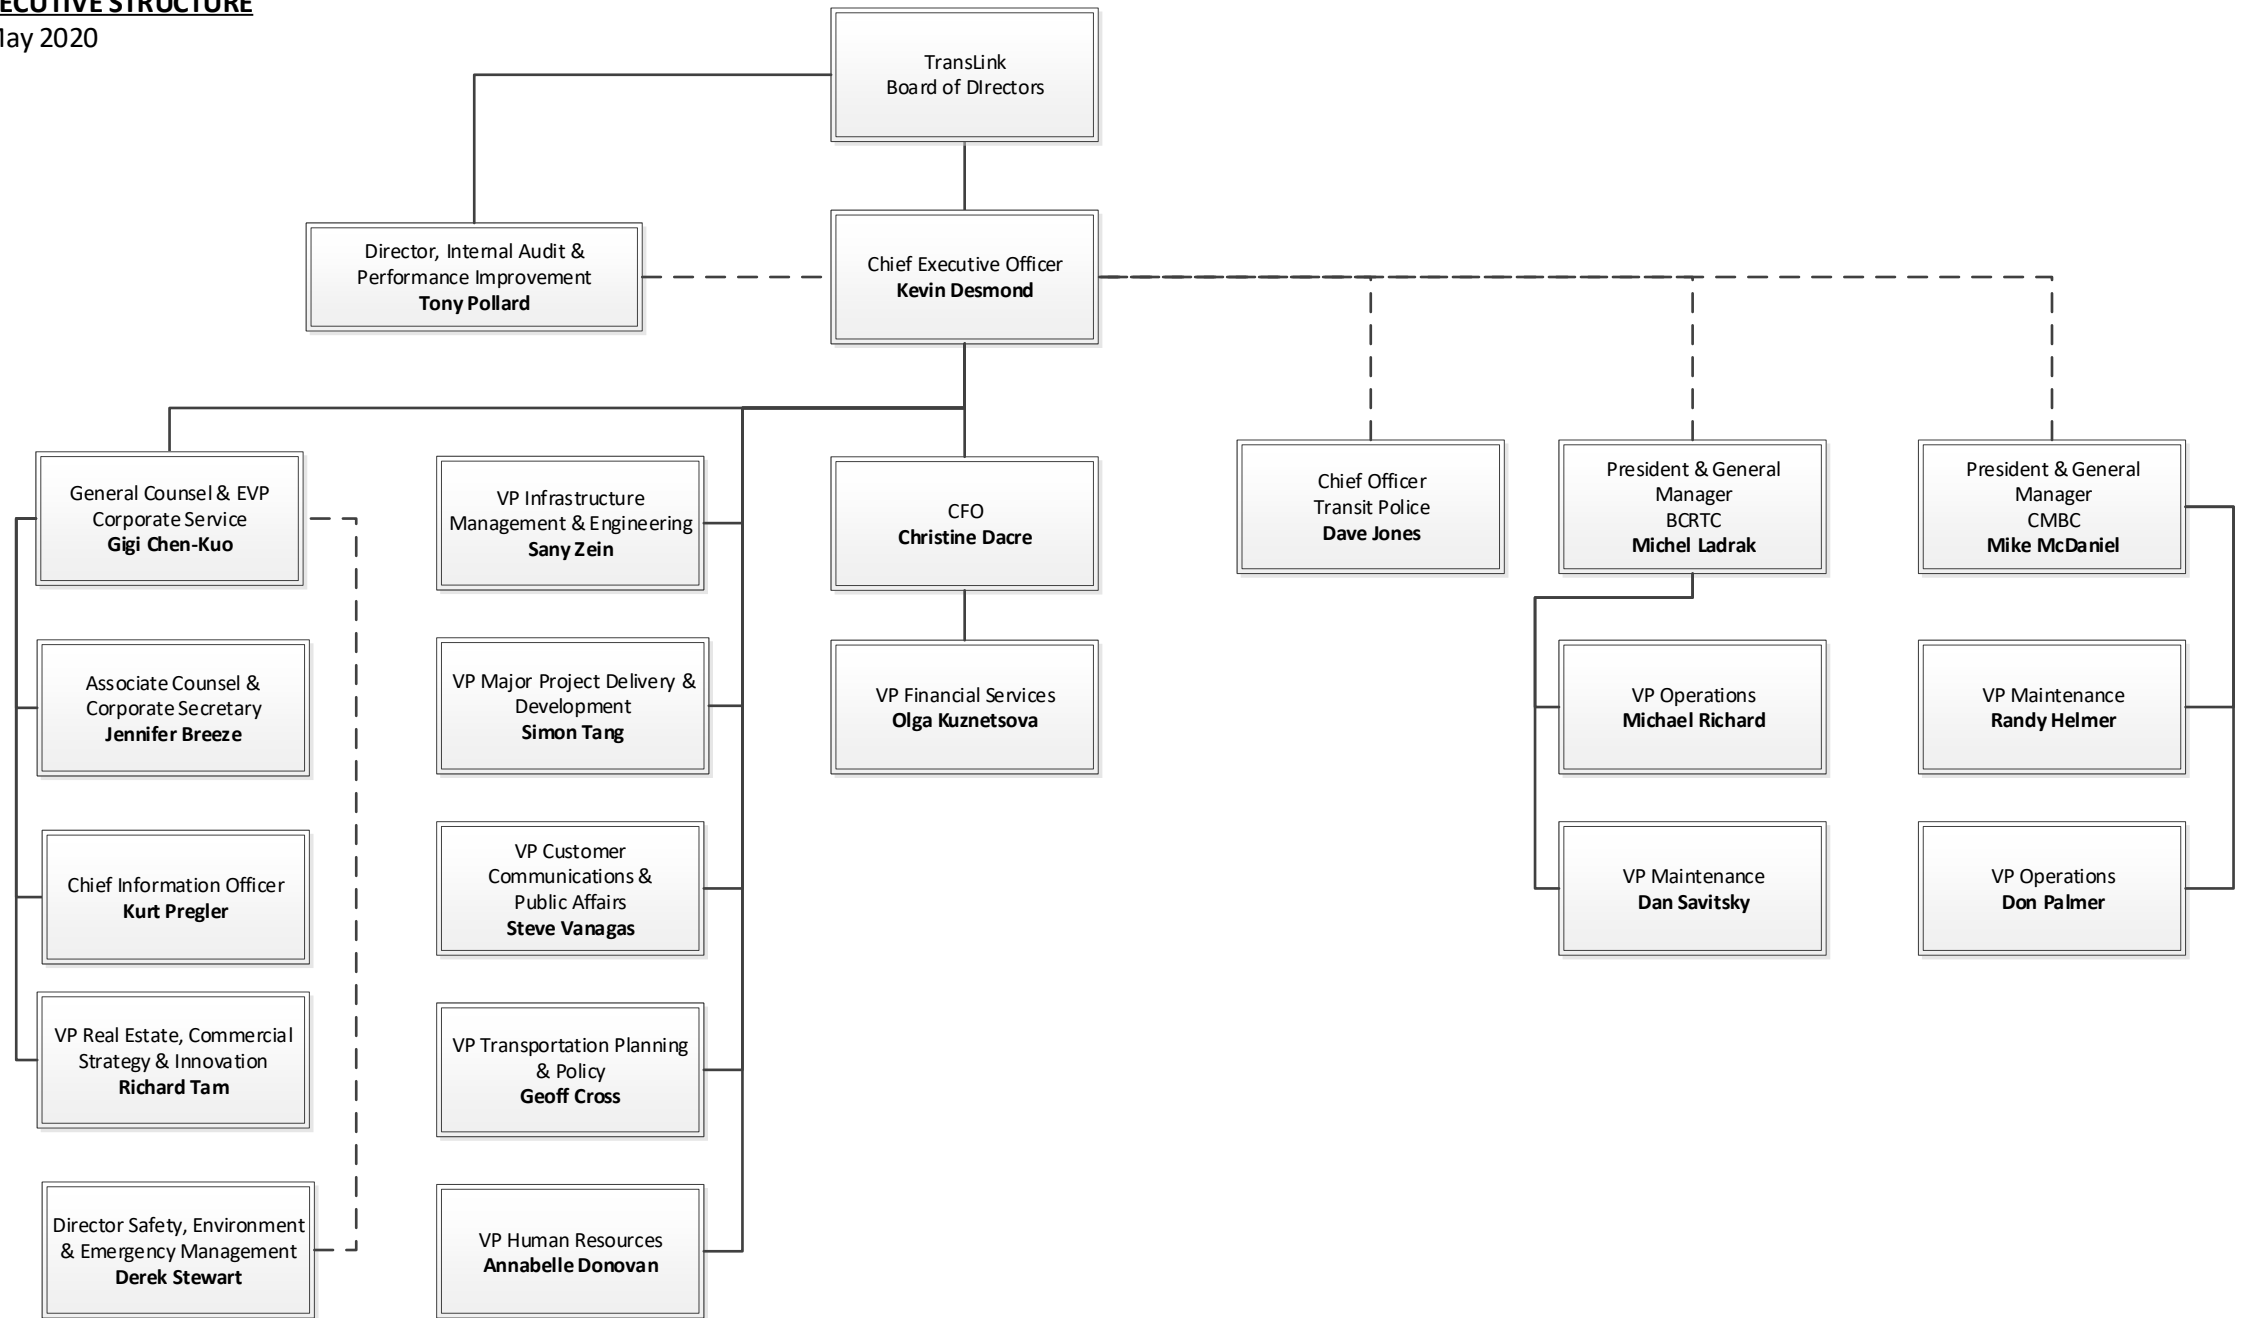 ECUTIVE STRUCTURE
May 2020
TransLink
Board of DIrectors
Director, Internal Audit &
Performance Improvement
Tony Pollard
Chief Executive Officer
Kevin Desmond
General Counsel & EVP
Corporate Service
Gigi Chen-Kuo
VP Infrastructure
Management & Engineering
Sany Zein
CFO
Christine Dacre
Chief Officer
Transit Police
Dave Jones
President & General
Manager
BCRTC
Michel Ladrak
President & General
Manager
CMBC
Mike McDaniel
Associate Counsel &
Corporate Secretary
Jennifer Breeze
VP Major Project Delivery &
Development
Simon Tang
VP Financial Services
Olga Kuznetsova
VP Operations
Michael Richard
VP Maintenance
Randy Helmer
Chief Information Officer
Kurt Pregler
VP Customer
Communications &
Public Affairs
Steve Vanagas
VP Maintenance
Dan Savitsky
VP Operations
Don Palmer
VP Real Estate, Commercial
Strategy & Innovation
Richard Tam
VP Transportation Planning
& Policy
Geoff Cross
Director Safety, Environment
& Emergency Management
Derek Stewart
VP Human Resources
Annabelle Donovan